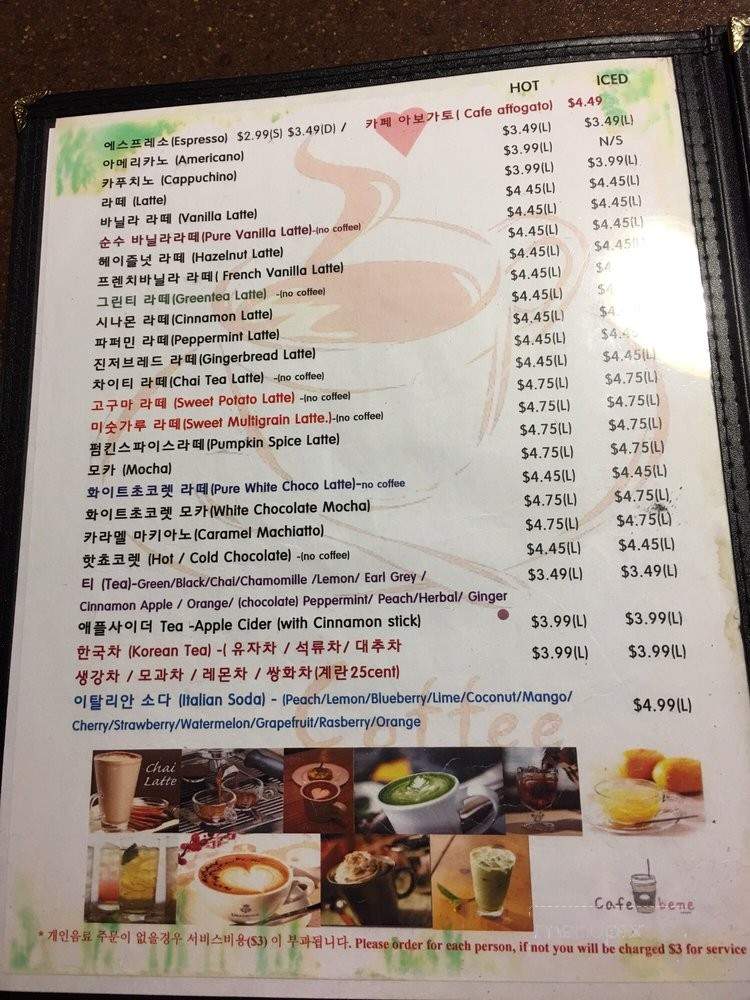 HOT ICED
에스프레소(Espresso) $2.99(S) $3.49(D) / 카페 아보가토( Cafe affogato) $4.49
아메리카노 (Americano) $3.49(L) $3.49(L)
카푸치노 (Cappuchino) $3.99(L) N/S
라떼 (Latte) $3.99(L) $3.99(L)
바닐라 라떼 (Vanilla Latte) $4 45(L) $4.45(L)
순수 바닐라라떼(Pure Vanilla Latte)-(no coffee) $4.45(L) $4.45(L)
헤이즐넛 라떼 (Hazelnut Latte) $4.45(L) $4.45(L)
프렌치바닐라 라떼( French Vanilla Latte) $4.45(L) $4.45
그린티 라떼(Greentea Latte) -(no coffee) $4.45(L) $4
시나몬 라떼(Cinnamon Latte) $4.45(L) $4
파퍼민 라떼(Peppermint Latte) $4.45(L) $4.
진저브레드 라떼(Gingerbread Latte) $4.45(L) $4.45
차이티 라떼(Chai Tea Latte) -(no coffee) $4.45(L) $4.45(L)
고구마 라떼 (Sweet Potato Latte) -(no coffee) $4.75(L) $4.75(L)
미숫가루 라떼(Sweet Multigrain Latte.)-(no coffee) $4.75(L) $4.75(L)
펌킨스파이스라떼(Pumpkin Spice Latte) $4.75(L) $4.75(L)
모카 (Mocha) $4.75(L) $4.75(L)
화이트초코렛 라떼(Pure White Choco Latte)-no coffee $4.45(L) $4.45(L)
화이트초코렛 모카(White Chocolate Mocha) $4.75(L) $4.75(L)
카라멜 마키아노(Caramel Machiatto) $4.75(L) $4.75(L)
핫쵸코렛 (Hot / Cold Chocolate) -(no coffee) $4.45(L) $4.45(L)
티 (Tea)-Green/Black/Chai/Chamomille /Lemon/ Earl Grey / $3.49(L) $3.49(L)
Cinnamon Apple / Orange/ (chocolate) Peppermint/ Peach/Herbal/ Ginger
애플사이더 Tea -Apple Cider (with Cinnamon stick) $3.99(L) $3.99(L)
한국차 (Korean Tea) -( 유자차 / 석류차/ 대추차 $3.99(L) $3.99(L)
생강차 / 모과차 / 레몬차 / 쌍화차(계란25cent)
이탈리안 소다 (Italian Soda) - (Peach/Lemon/Blueberry/Lime/Coconut/Mango/ $4.99(L)
Cherry/Strawberry/Watermelon/Grapefruit/Rasberry/Orange
Coffee
Chai
Latte
Cafe bene
* 개인음료 주문이 없을경우 서비스비용($3) 이 부과됩니다. Please order for each person, if not you will be charged $3 for service